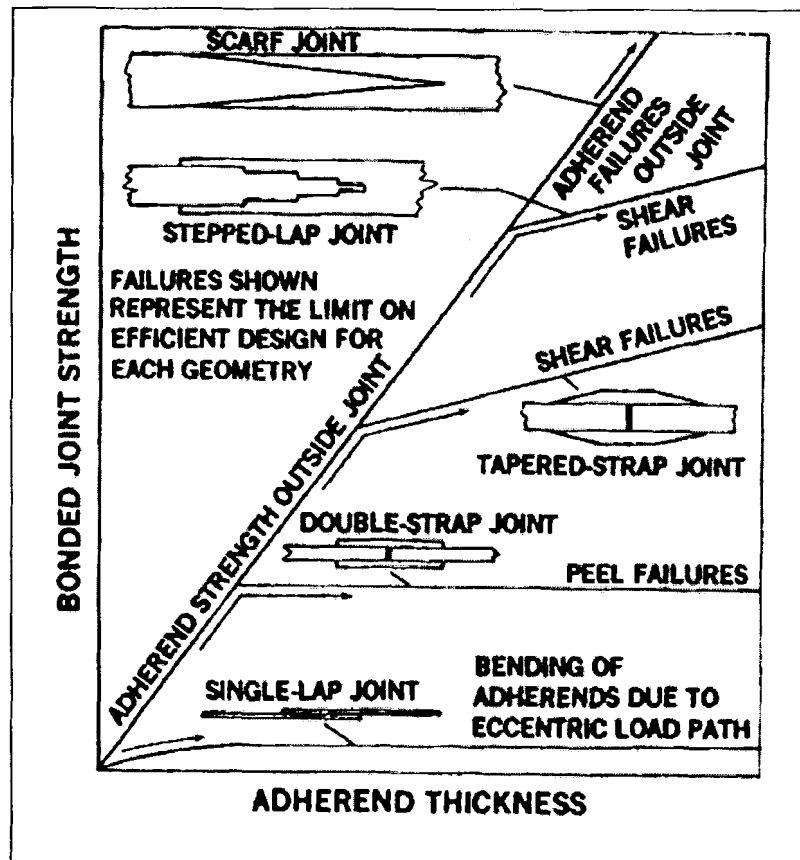 SCARF JOINT
ADHEREND
FAILURES
OUTSIDE
JOINT
STEPPED-LAP JOINT
SHEAR
FAILURES
FAILURES SHOWN
REPRESENT THE LIMIT ON
EFFICIENT DESIGN FOR
EACH GEOMETRY
SHEAR FAILURES
TAPERED-STRAP JOINT
ADHEREND STRENGTH OUTSIDE JOINT
DOUBLE-STRAP JOINT
PEEL FAILURES
SINGLE-LAP JOINT
BENDING OF
ADHERENDS DUE TO
ECCENTRIC LOAD PATH
BONDED JOINT STRENGTH
ADHEREND THICKNESS